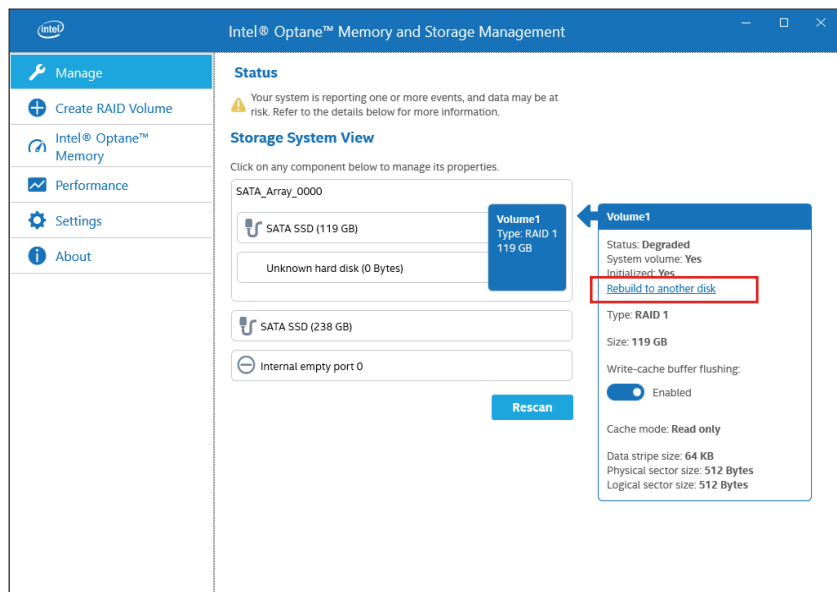 intel
Intel® Optane™ Memory and Storage Management
Manage
Create RAID Volume
Intel® Optane™
Memory
Performance
Settings
About
Status
Your system is reporting one or more events, and data may be at
risk. Refer to the details below for more information.
Storage System View
Click on any component below to manage its properties.
SATA_Array_0000
SATA SSD (119 GB)
Unknown hard disk (0 Bytes)
Volume1
Type: RAID 1
119 GB
SATA SSD (238 GB)
Internal empty port 0
Rescan
Volume1
Status: Degraded
System volume: Yes
Initialized: Yes
Rebuild to another disk
Type: RAID 1
Size: 119 GB
Write-cache buffer flushing:
Enabled
Cache mode: Read only
Data stripe size: 64 KB
Physical sector size: 512 Bytes
Logical sector size: 512 Bytes